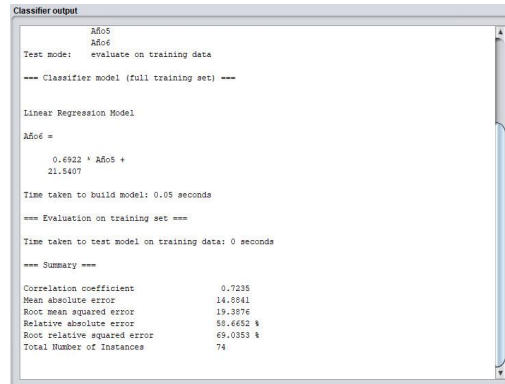 Classifier output
Año5
Año6
Test mode: evaluate on training data
=== Classifier model (full training set) ===
Linear Regression Model
Año6 =
0.6922 * Año5 +
21.5407
Time taken to build model: 0.05 seconds
=== Evaluation on training set ===
Time taken to test model on training data: 0 seconds
=== Summary ===
Correlation coefficient 0.7235
Mean absolute error 14.8841
Root mean squared error 19.3876
Relative absolute error 58.6652 %
Root relative squared error 69.0353 %
Total Number of Instances 74